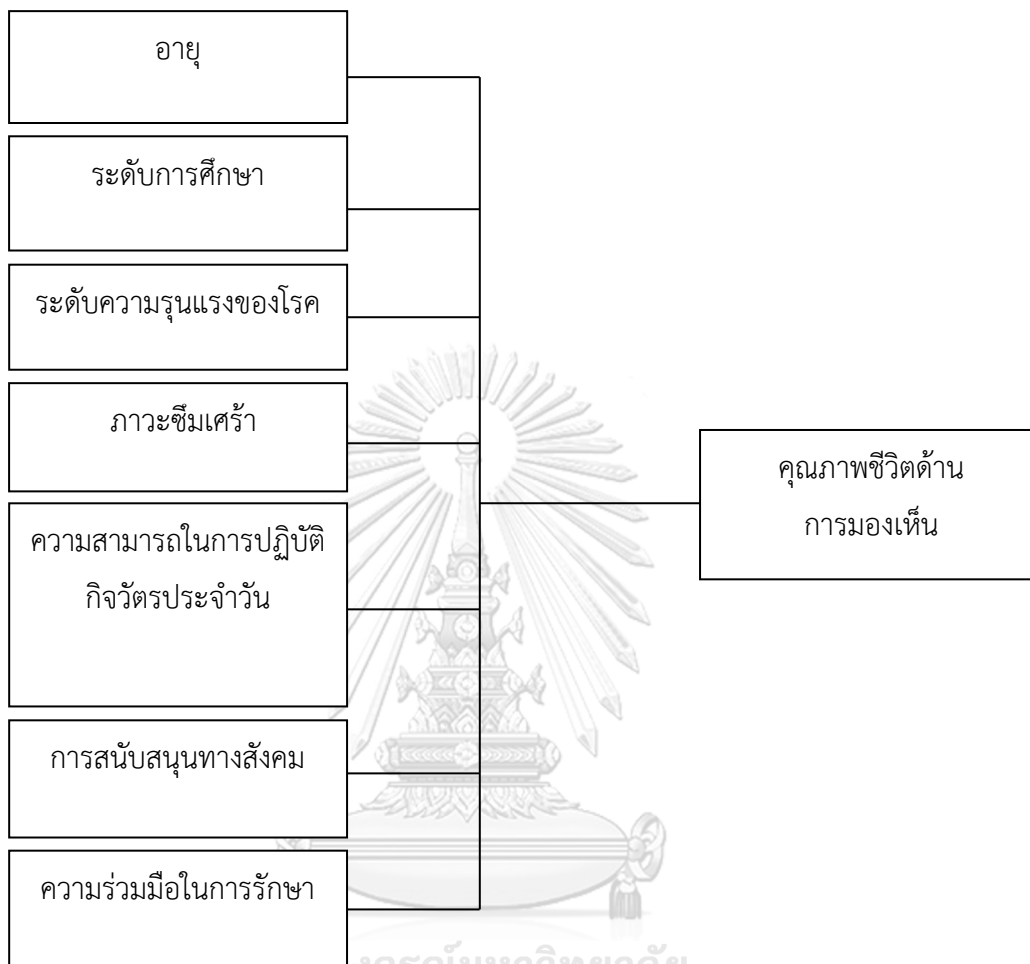 อายุ
ระดับการศึกษา
ระดับความรุนแรงของโรค
ภาวะซึมเศร้า
ความสามารถในการปฏิบัติ
กิจวัตรประจำวัน
การสนับสนุนทางสังคม
ความร่วมมือในการรักษา
คุณภาพชีวิตด้าน
การมองเห็น